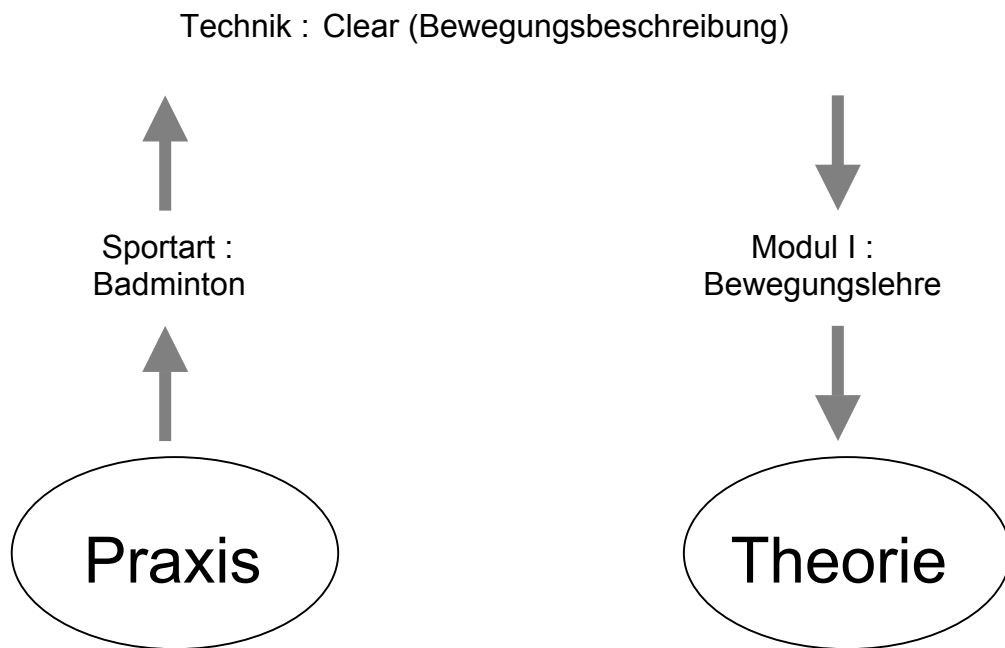 Technik : Clear (Bewegungsbeschreibung)
Sportart :
Badminton
Modul I :
Bewegungslehre
Praxis
Theorie